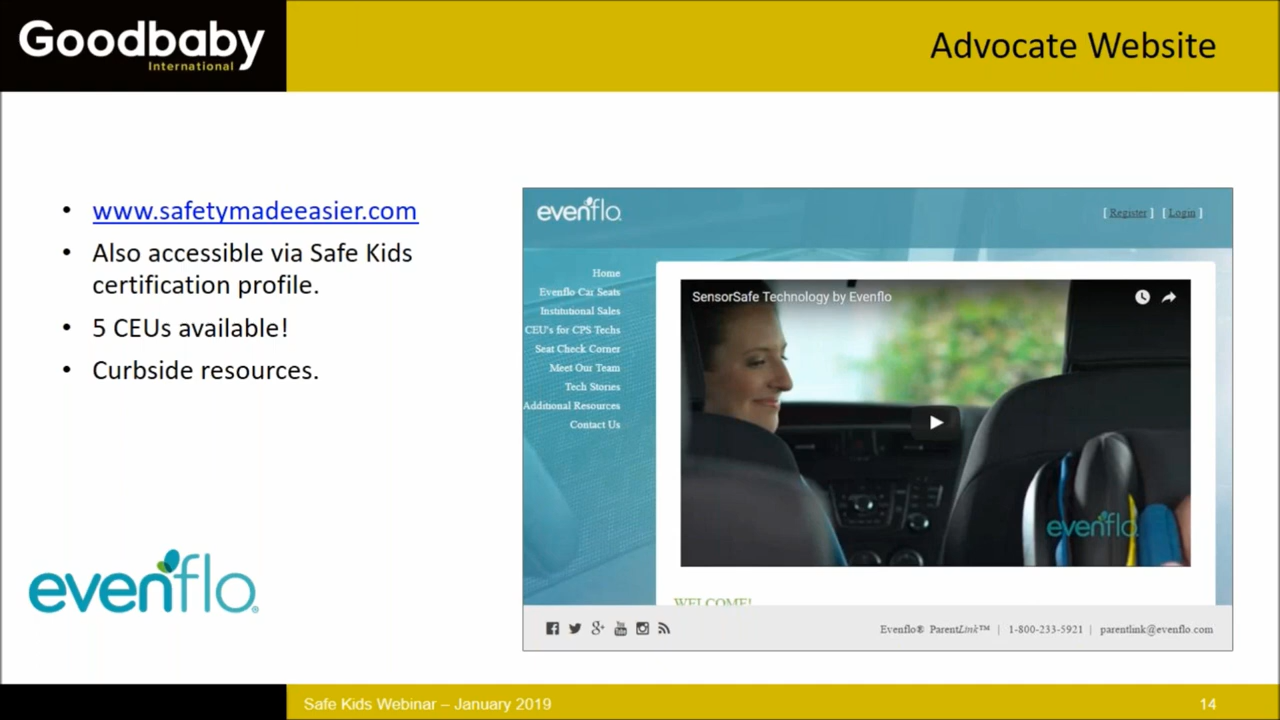 Goodbaby
International
Advocate Website
• www.safetymadeeasier.com
• Also accessible via Safe Kids
certification profile.
• 5 CEUs available!
• Curbside resources.
evenflo®
evenflo
[ Register ] [ Login ]
Home
Evenflo Car Seats
Institutional Sales
CEU's for CPS Techs
Seat Check Corner
Meet Our Team
Tech Stories
Additional Resources
Contact Us
SensorSafe Technology by Evenflo
evenflo
WELCOME!
Evenflo® ParentLink™ | 1-800-233-5921 | parentlink@evenflo.com
Safe Kids Webinar – January 2019
14